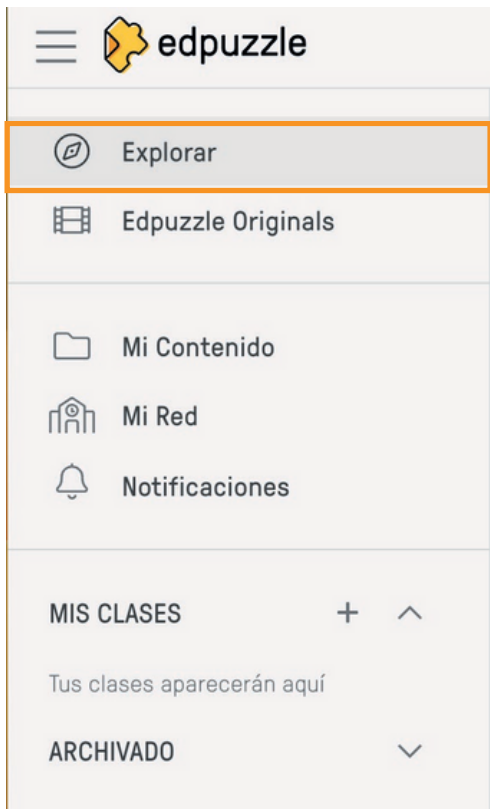 edpuzzle
Explorar
Edpuzzle Originals
Mi Contenido
Mi Red
Notificaciones
MIS CLASES
Tus clases aparecerán aquí
ARCHIVADO